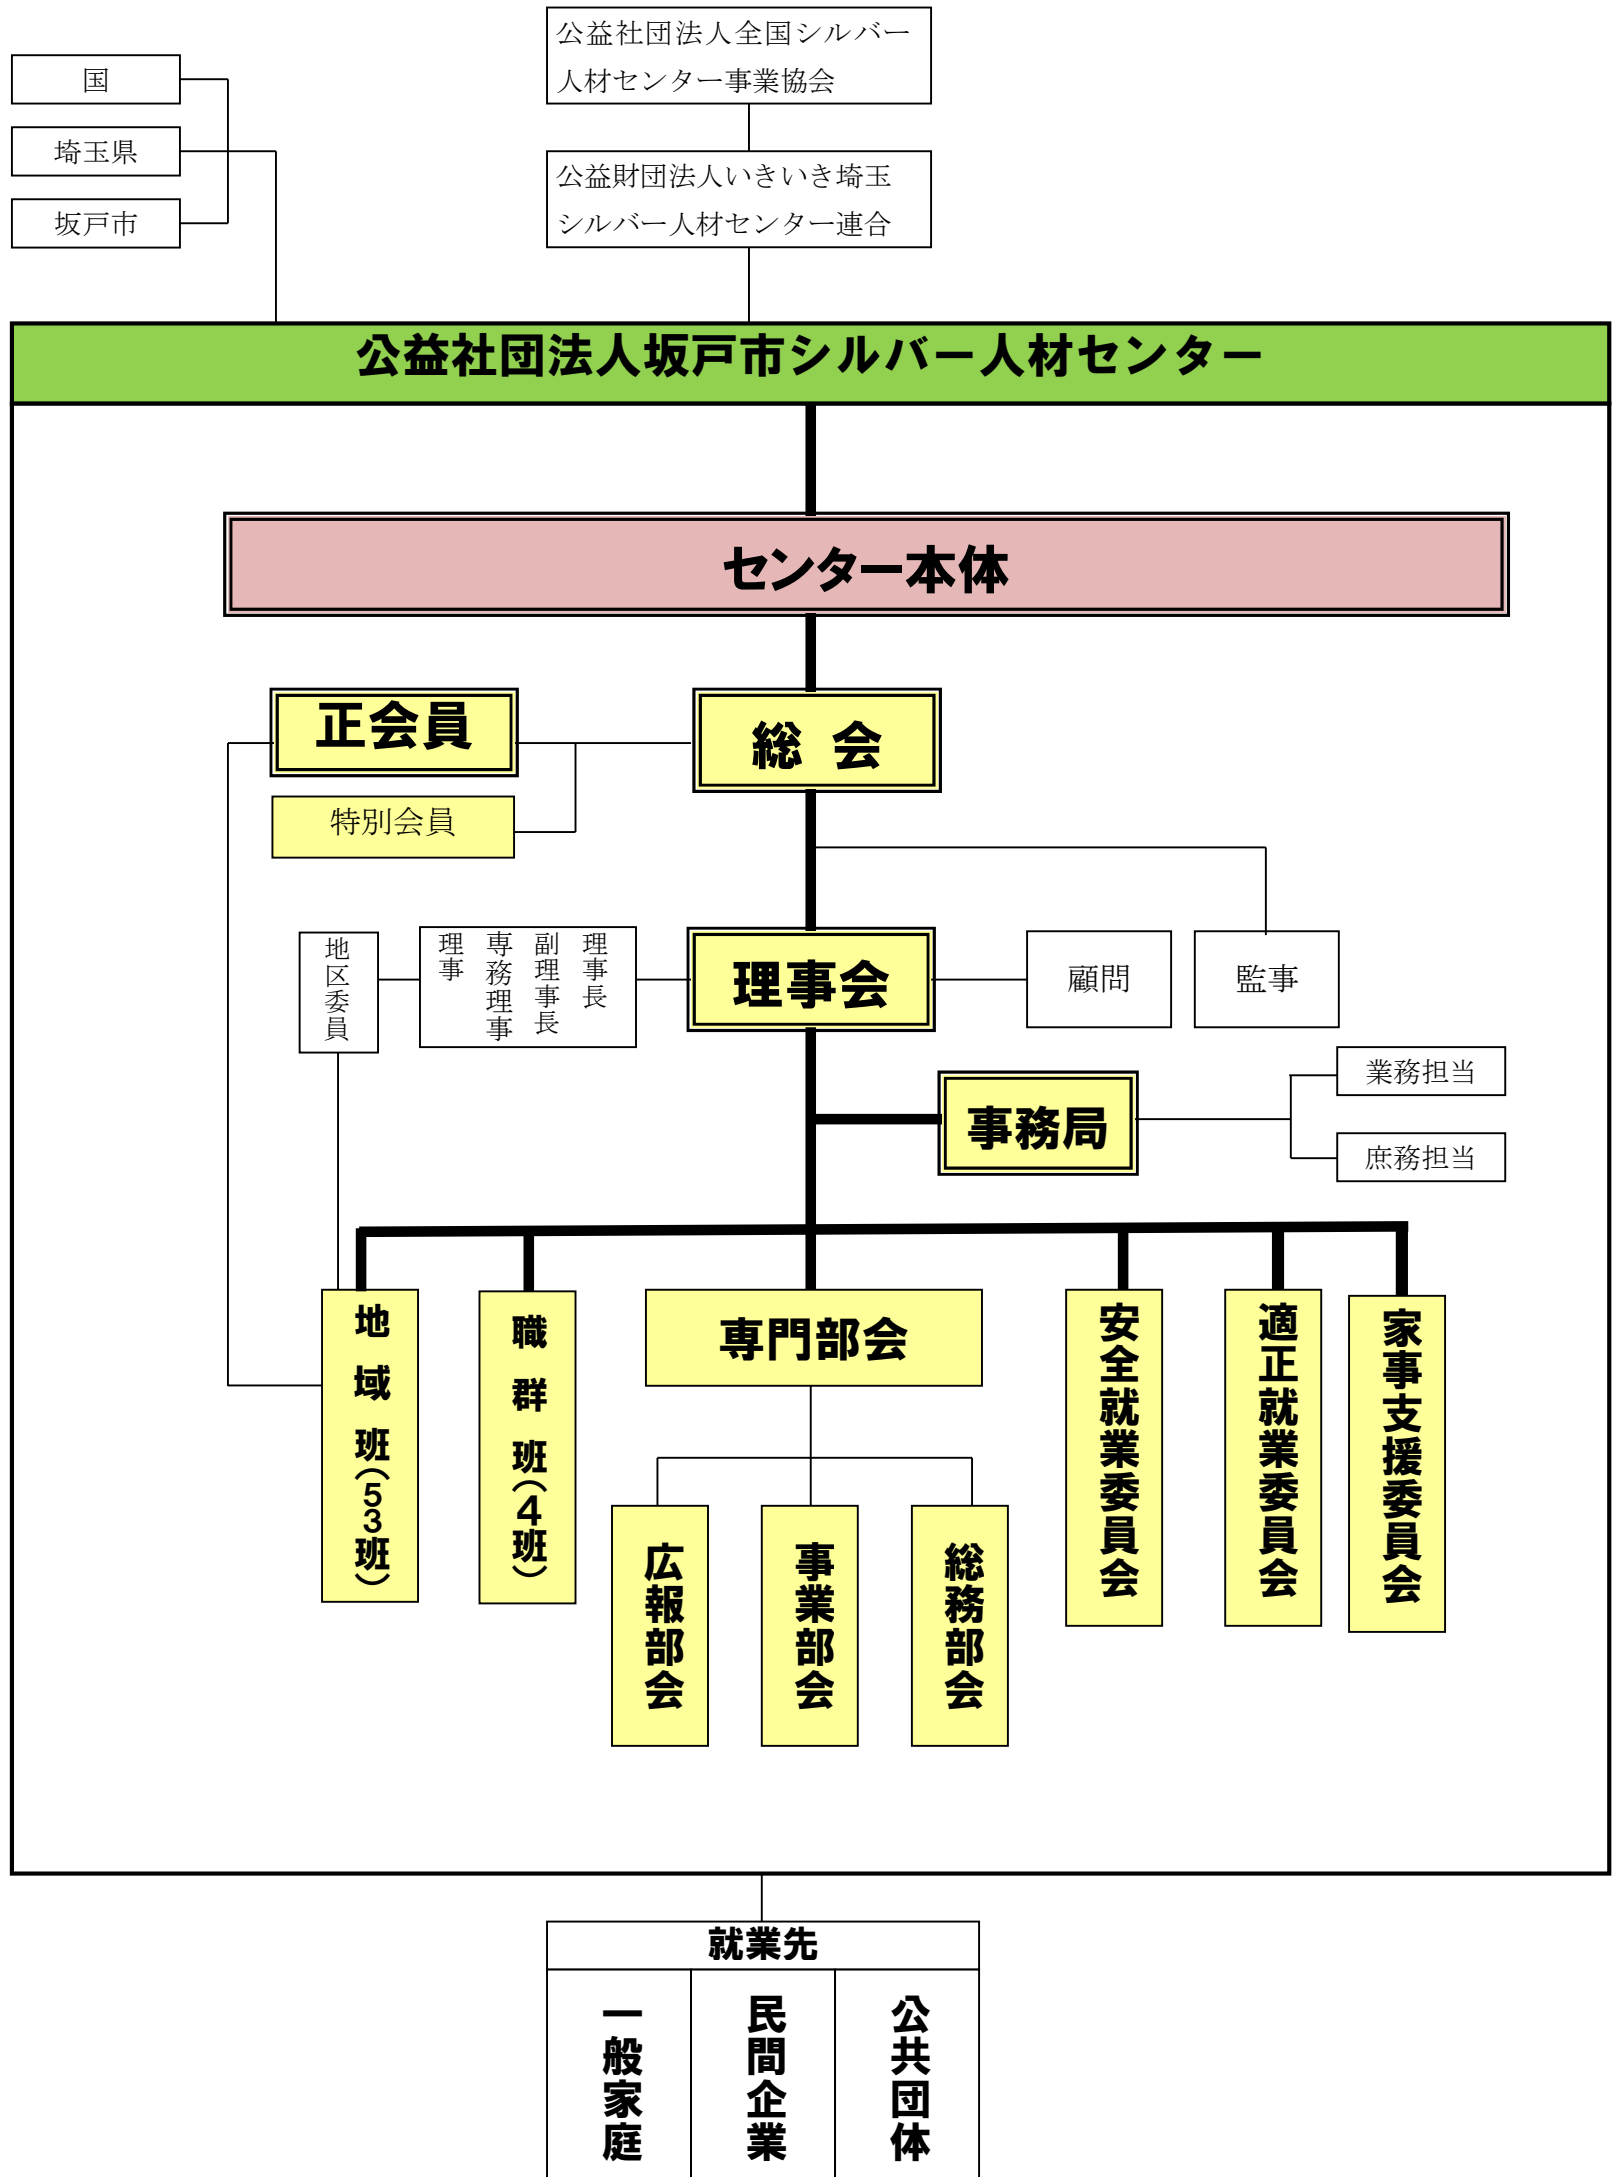 公益社団法人全国シルバー
人材センター事業協会
国
埼玉県
坂戸市
公益財団法人いきいき埼玉
シルバー人材センター連合
公益社団法人坂戸市シルバー人材センター
センター本体
正会員
総 会
特別会員
地区委員
理事長
副理事長
専務理事
理事
理事会
顧問
監事
事務局
業務担当
庶務担当
地 域 班（５３班）
職 群 班（４班）
専門部会
安全就業委員会
適正就業委員会
家事支援委員会
広報部会
事業部会
総務部会
就業先
一般家庭
民間企業
公共団体